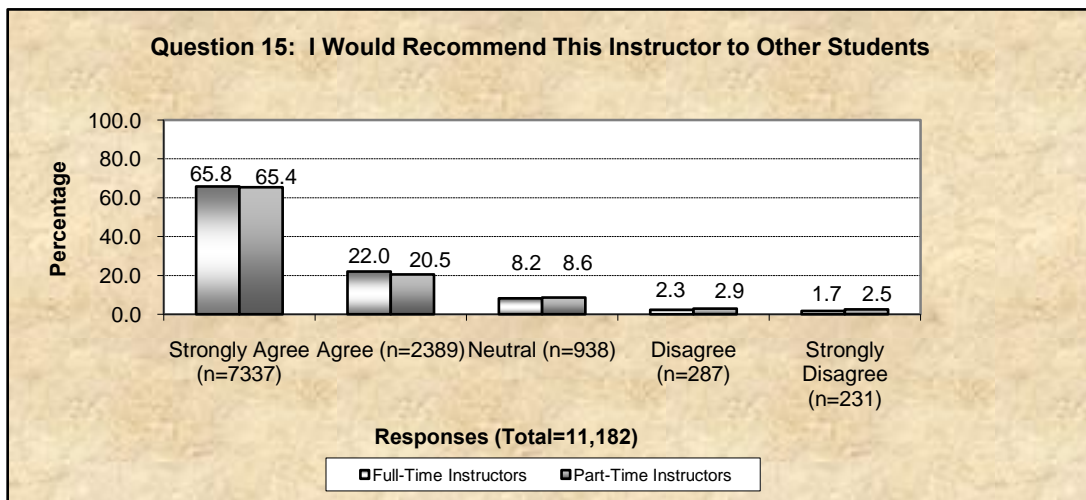 Question 15:  I Would Recommend This Instructor to Other Students
Percentage
100.0
80.0
60.0
40.0
20.0
0.0
65.8 65.4
22.0 20.5
8.2 8.6
2.3 2.9
1.7 2.5
Strongly Agree
(n=7337)
Agree (n=2389)
Neutral (n=938)
Disagree
(n=287)
Strongly
Disagree
(n=231)
Responses (Total=11,182)
Full-Time Instructors
Part-Time Instructors